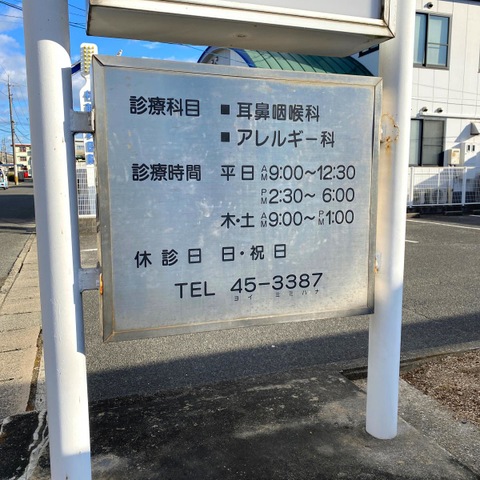 診療科目 ■ 耳鼻咽喉科
■ アレルギー科
診療時間 平日 AM9:00〜12:30
PM2:30〜 6:00
木・土 AM9:00〜PM1:00
休診日 日・祝日
TEL 45-3387
ヨイ ミミハナ